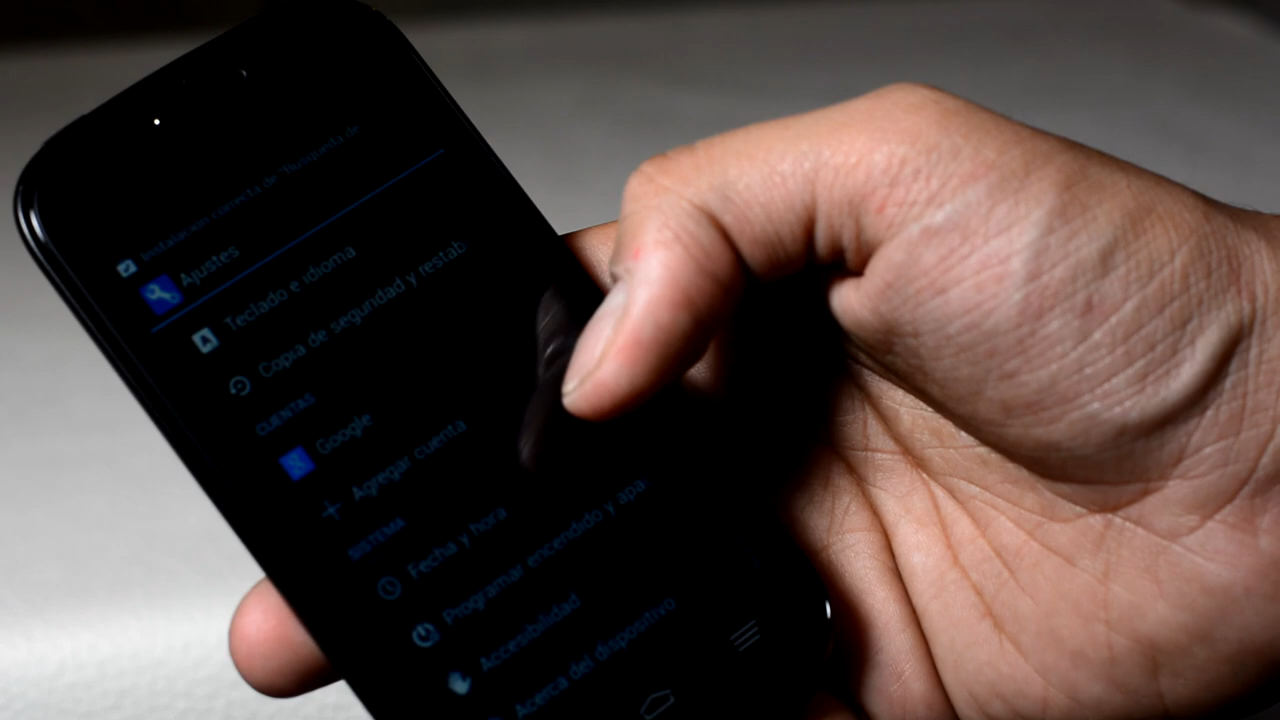 Instalación correcta de "Búsqueda de
Ajustes
Teclado e idioma
Copia de seguridad y restab
CUENTAS
Google
Agregar cuenta
SISTEMA
Fecha y hora
Programar encendido y apa
Accesibilidad
Acerca del dispositivo